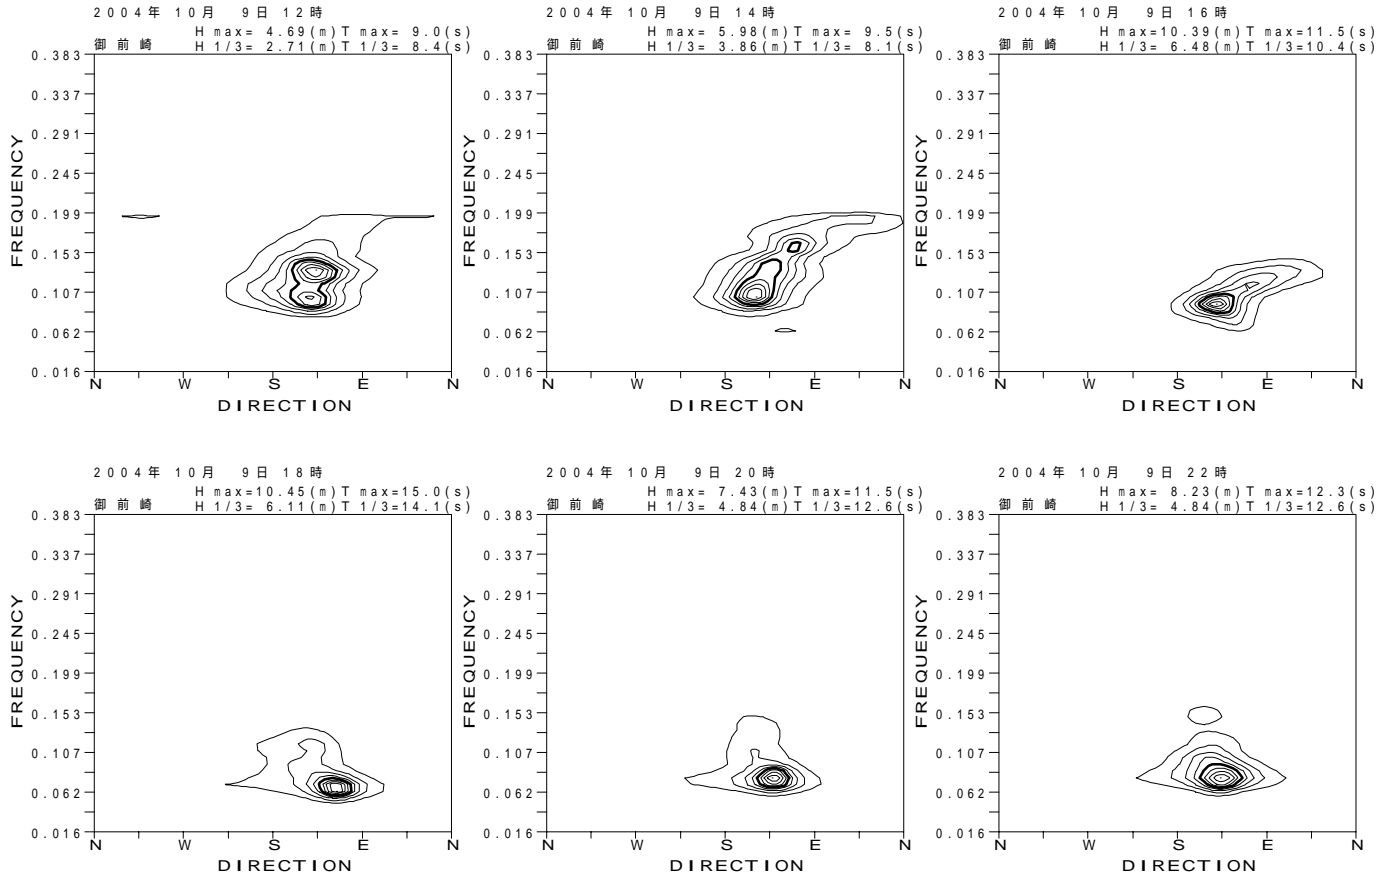 2004年 10月 9日 12時
H max= 4.69(m) T max= 9.0(s)
御前崎 H 1/3= 2.71(m) T 1/3= 8.4(s)
0.383
0.337
0.291
0.245
0.199
0.153
0.107
0.062
0.016
FREQUENCY
N W S E N
DIRECTION
2004年 10月 9日 14時
H max= 5.98(m) T max= 9.5(s)
御前崎 H 1/3= 3.86(m) T 1/3= 8.1(s)
0.383
0.337
0.291
0.245
0.199
0.153
0.107
0.062
0.016
FREQUENCY
N W S E N
DIRECTION
2004年 10月 9日 16時
H max=10.39(m) T max=11.5(s)
御前崎 H 1/3= 6.48(m) T 1/3=10.4(s)
0.383
0.337
0.291
0.245
0.199
0.153
0.107
0.062
0.016
FREQUENCY
N W S E N
DIRECTION
2004年 10月 9日 18時
H max=10.45(m) T max=15.0(s)
御前崎 H 1/3= 6.11(m) T 1/3=14.1(s)
0.383
0.337
0.291
0.245
0.199
0.153
0.107
0.062
0.016
FREQUENCY
N W S E N
DIRECTION
2004年 10月 9日 20時
H max= 7.43(m) T max=11.5(s)
御前崎 H 1/3= 4.84(m) T 1/3=12.6(s)
0.383
0.337
0.291
0.245
0.199
0.153
0.107
0.062
0.016
FREQUENCY
N W S E N
DIRECTION
2004年 10月 9日 22時
H max= 8.23(m) T max=12.3(s)
御前崎 H 1/3= 4.84(m) T 1/3=12.6(s)
0.383
0.337
0.291
0.245
0.199
0.153
0.107
0.062
0.016
FREQUENCY
N W S E N
DIRECTION